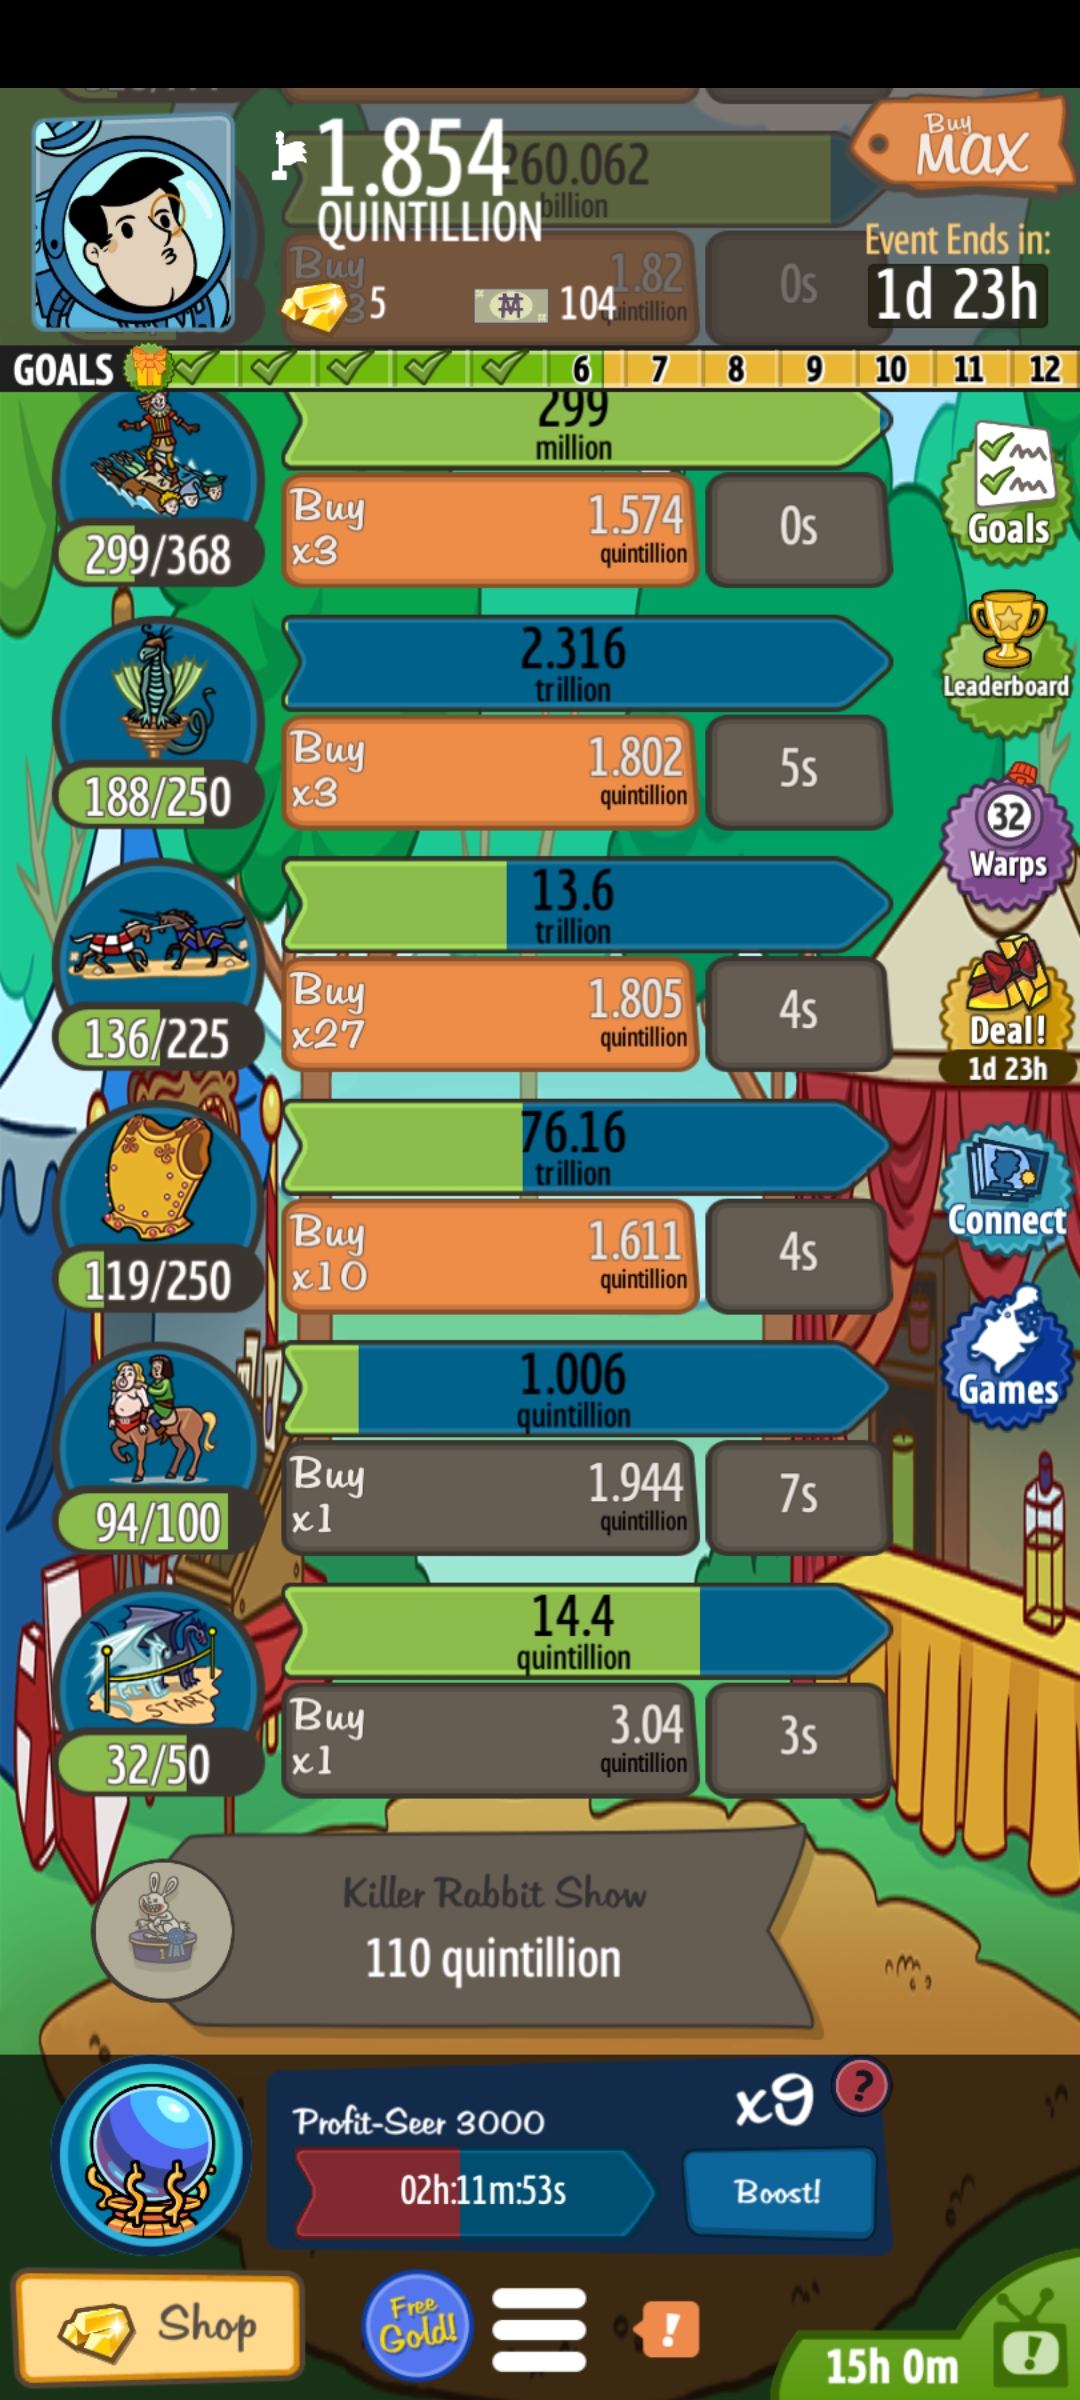 1.854
QUINTILLION
260.062
billion
Buy
MAX
Event Ends in:
1d 23h
Buy
1.82
quintillion
0s
5
104
GOALS
6 7 8 9 10 11 12
299
million
299/368
Buy
x3
1.574
quintillion
0s
Goals
2.316
trillion
188/250
Buy
x3
1.802
quintillion
5s
Leaderboard
13.6
trillion
136/225
Buy
x27
1.805
quintillion
4s
32
Warps
Deal!
1d 23h
76.16
trillion
119/250
Buy
x10
1.611
quintillion
4s
Connect
1.006
quintillion
94/100
Buy
x1
1.944
quintillion
7s
Games
START
14.4
quintillion
32/50
Buy
x1
3.04
quintillion
3s
Killer Rabbit Show
110 quintillion
1
Profit-Seer 3000
x9
?
02h:11m:53s
Boost!
Shop
Free
Gold!
!
15h 0m
!